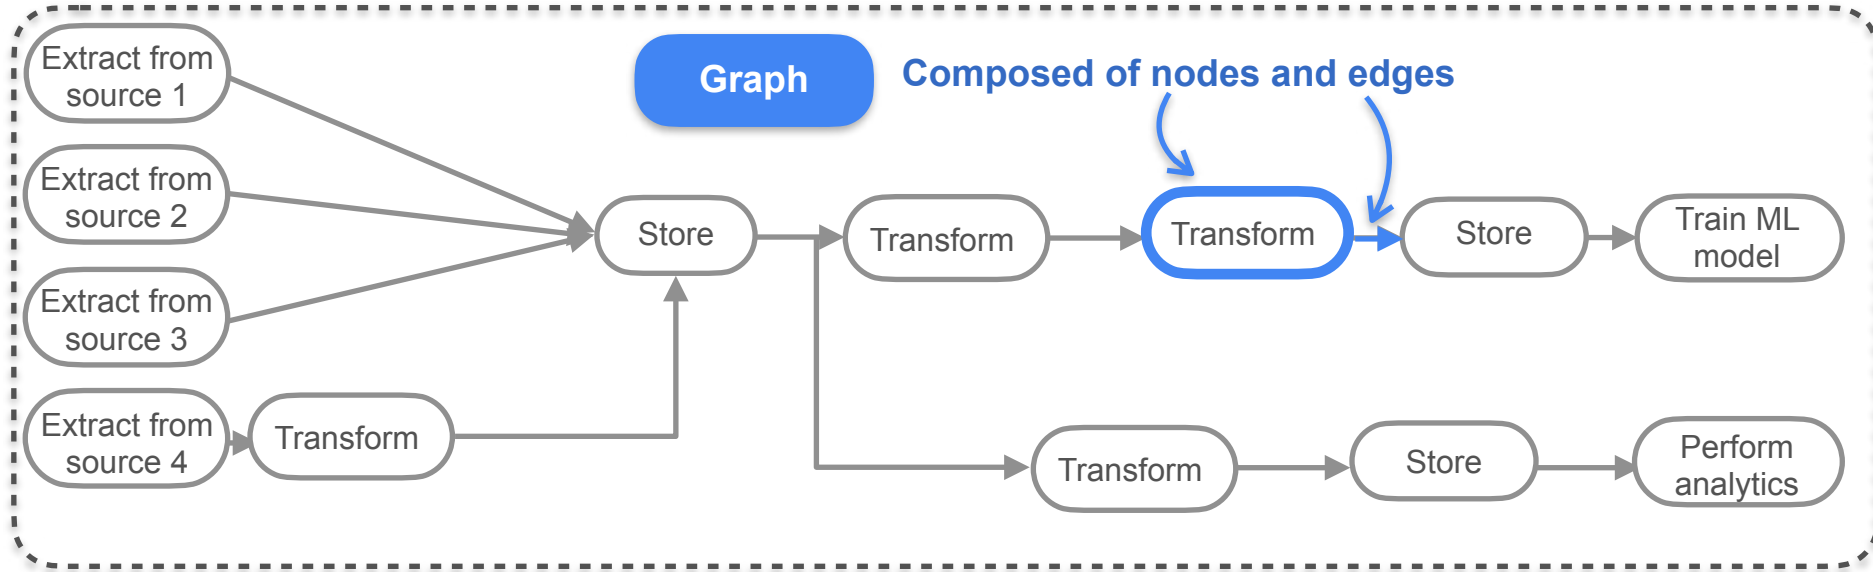 Extract from
source 1
Graph
Composed of nodes and edges
Extract from
source 2
Store
Transform
Transform
Store
Train ML
model
Extract from
source 3
Extract from
source 4
Transform
Transform
Store
Perform
analytics